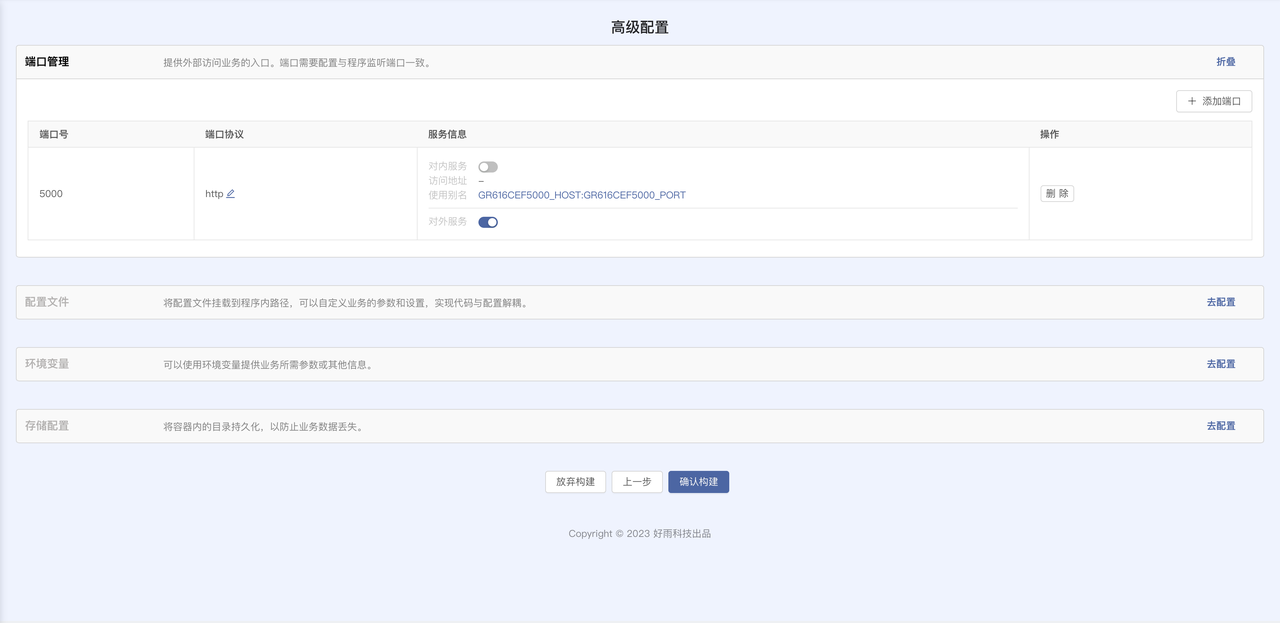 高级配置
端口管理 提供外部访问业务的入口。端口需要配置与程序监听端口一致。 折叠
+ 添加端口
端口号 端口协议 服务信息 操作
对内服务
访问地址 –
5000 http 使用别名 GR616CEF5000_HOST:GR616CEF5000_PORT 删 除
对外服务
配置文件 将配置文件挂载到程序内路径，可以自定义业务的参数和设置，实现代码与配置解耦。 去配置
环境变量 可以使用环境变量提供业务所需参数或其他信息。 去配置
存储配置 将容器内的目录持久化，以防止业务数据丢失。 去配置
放弃构建 上一步 确认构建
Copyright © 2023 好雨科技出品